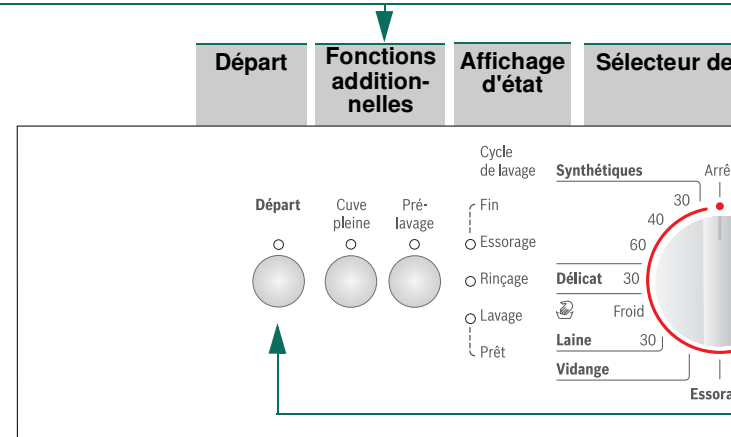 Départ
Fonctions
addition-
nelles
Affichage
d'état
Sélecteur de
Cycle
de lavage
Départ
Cuve
pleine
Pré-
lavage
Fin
Essorage
Rinçage
Lavage
Prêt
Synthétiques
Arrê
30
40
60
Délicat 30
Froid
Laine 30
Vidange
Essora